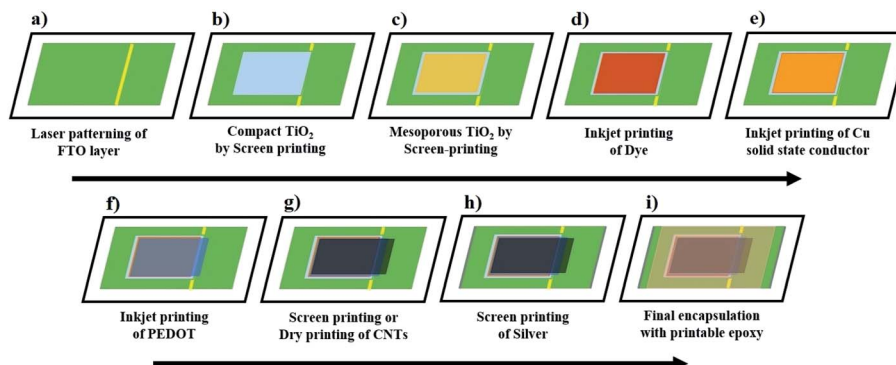 a)
b)
c)
d)
e)
Laser patterning of
FTO layer
Compact TiO₂
by Screen printing
Mesoporous TiO₂ by
Screen-printing
Inkjet printing
of Dye
Inkjet printing of Cu
solid state conductor
f)
g)
h)
i)
Inkjet printing
of PEDOT
Screen printing or
Dry printing of CNTs
Screen printing
of Silver
Final encapsulation
with printable epoxy